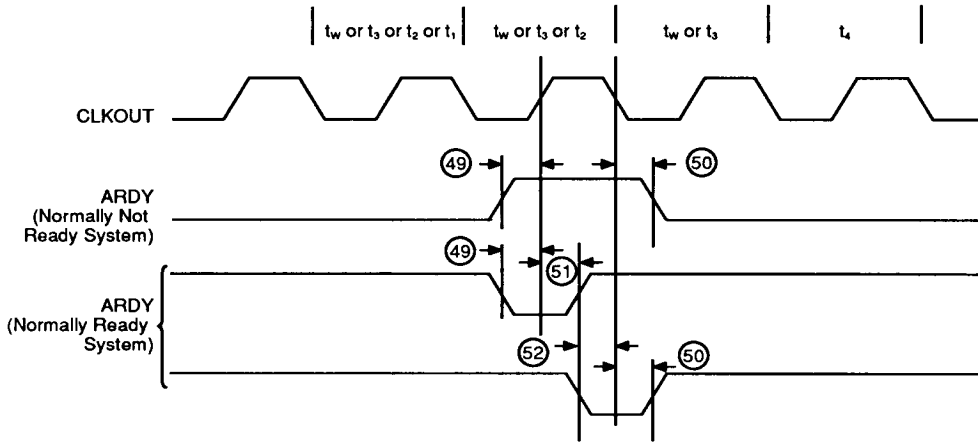 tW or t3 or t2 or t1
tW or t3 or t2
tW or t3
t4
CLKOUT
49
50
ARDY
(Normally Not
Ready System)
49
51
ARDY
(Normally Ready
System)
52
50